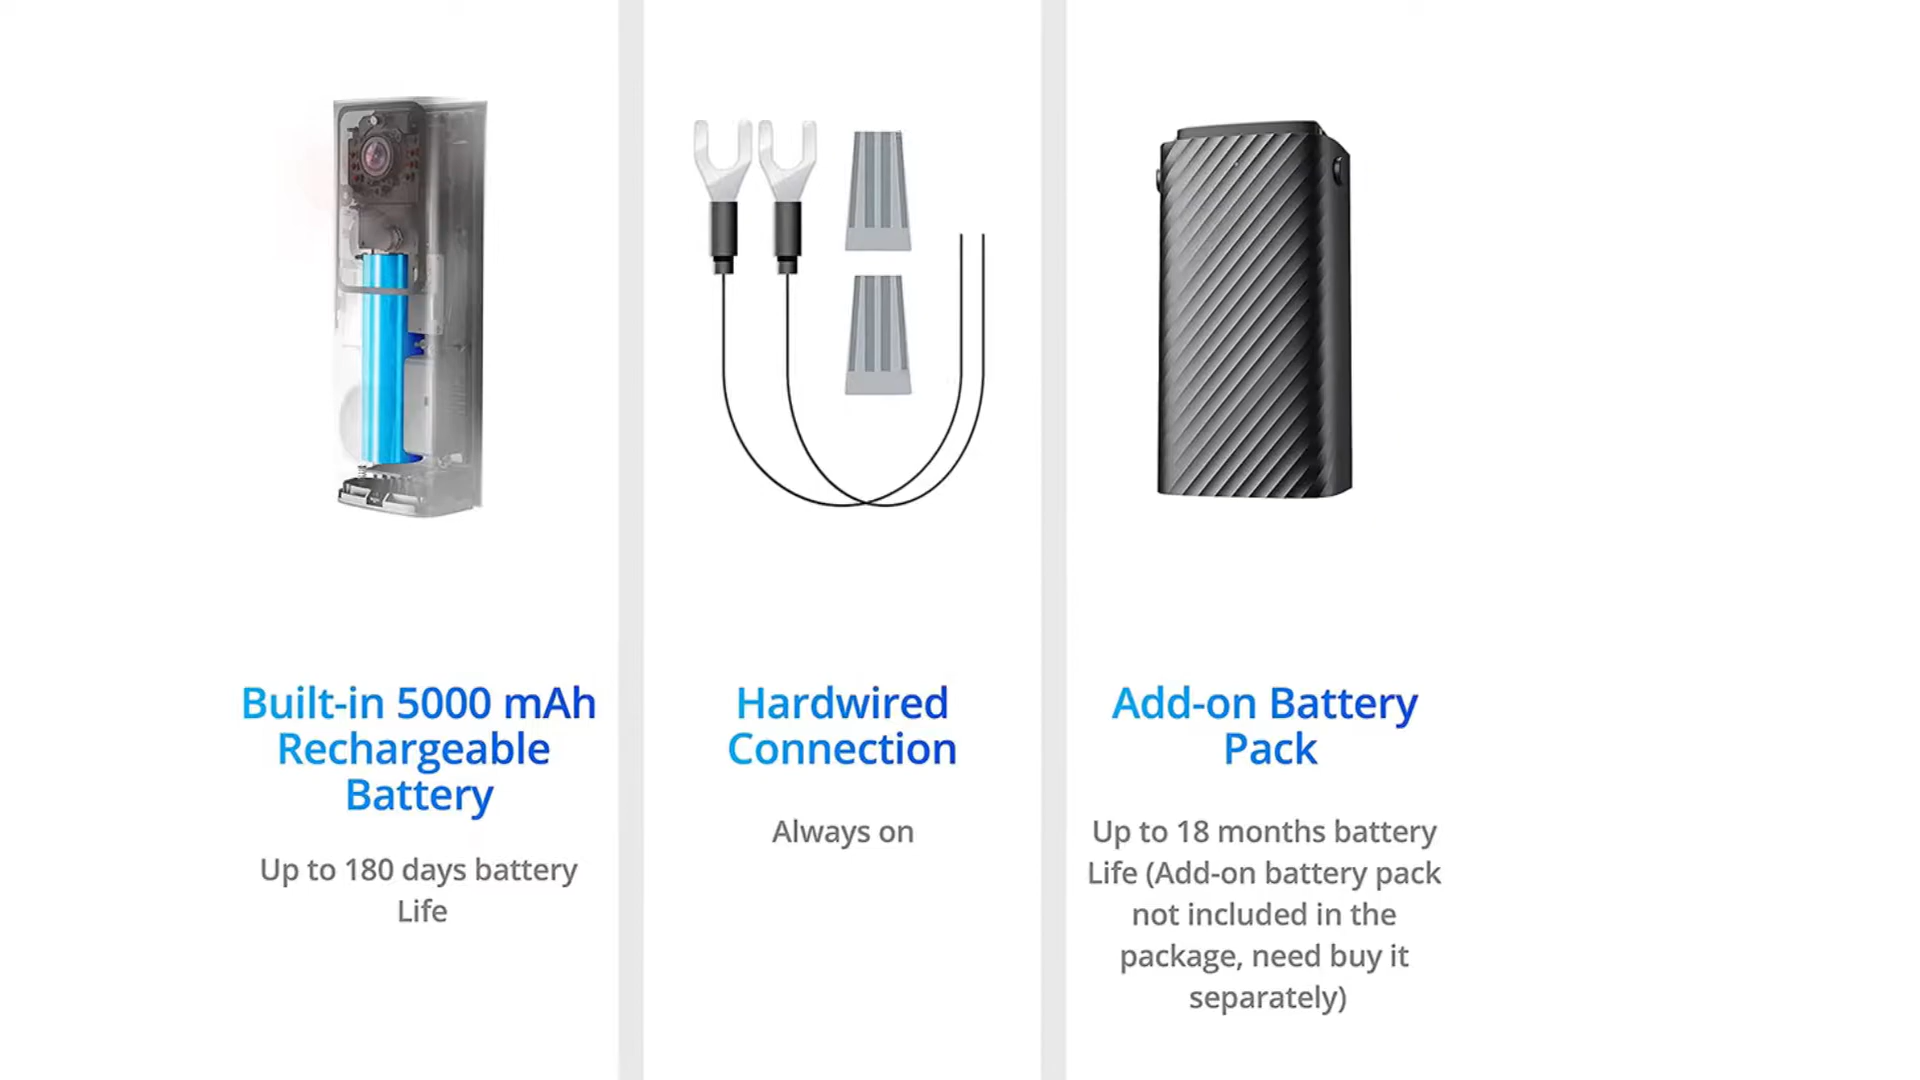 Built-in 5000 mAh
Rechargeable
Battery
Up to 180 days battery
Life
Hardwired
Connection
Always on
Add-on Battery
Pack
Up to 18 months battery
Life (Add-on battery pack
not included in the
package, need buy it
separately)